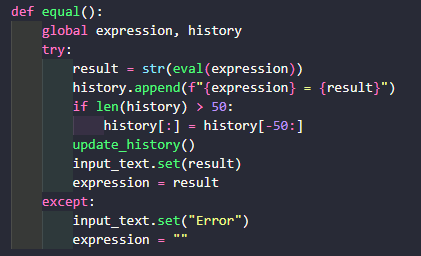 def equal():
    global expression, history
    try:
        result = str(eval(expression))
        history.append(f"{expression} = {result}")
        if len(history) > 50:
            history[:] = history[-50:]
        update_history()
        input_text.set(result)
        expression = result
    except:
        input_text.set("Error")
        expression = ""